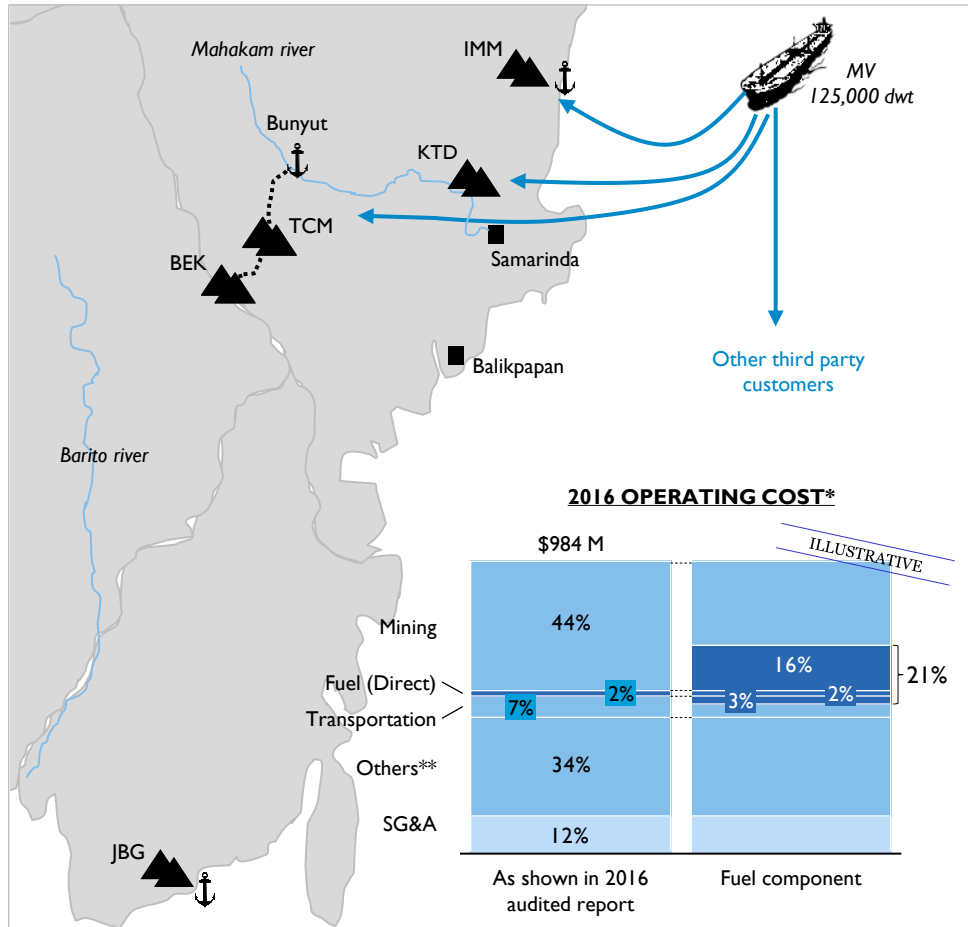 Mahakam river
IMM
MV
125,000 dwt
Bunyut
KTD
TCM
Samarinda
BEK
Balikpapan
Other third party
customers
Barito river
2016 OPERATING COST*
ILLUSTRATIVE
$984 M
Mining
44%
16%
21%
Fuel (Direct)
2%
3%
2%
7%
Transportation
Others**
34%
SG&A
12%
JBG
As shown in 2016
audited report
Fuel component